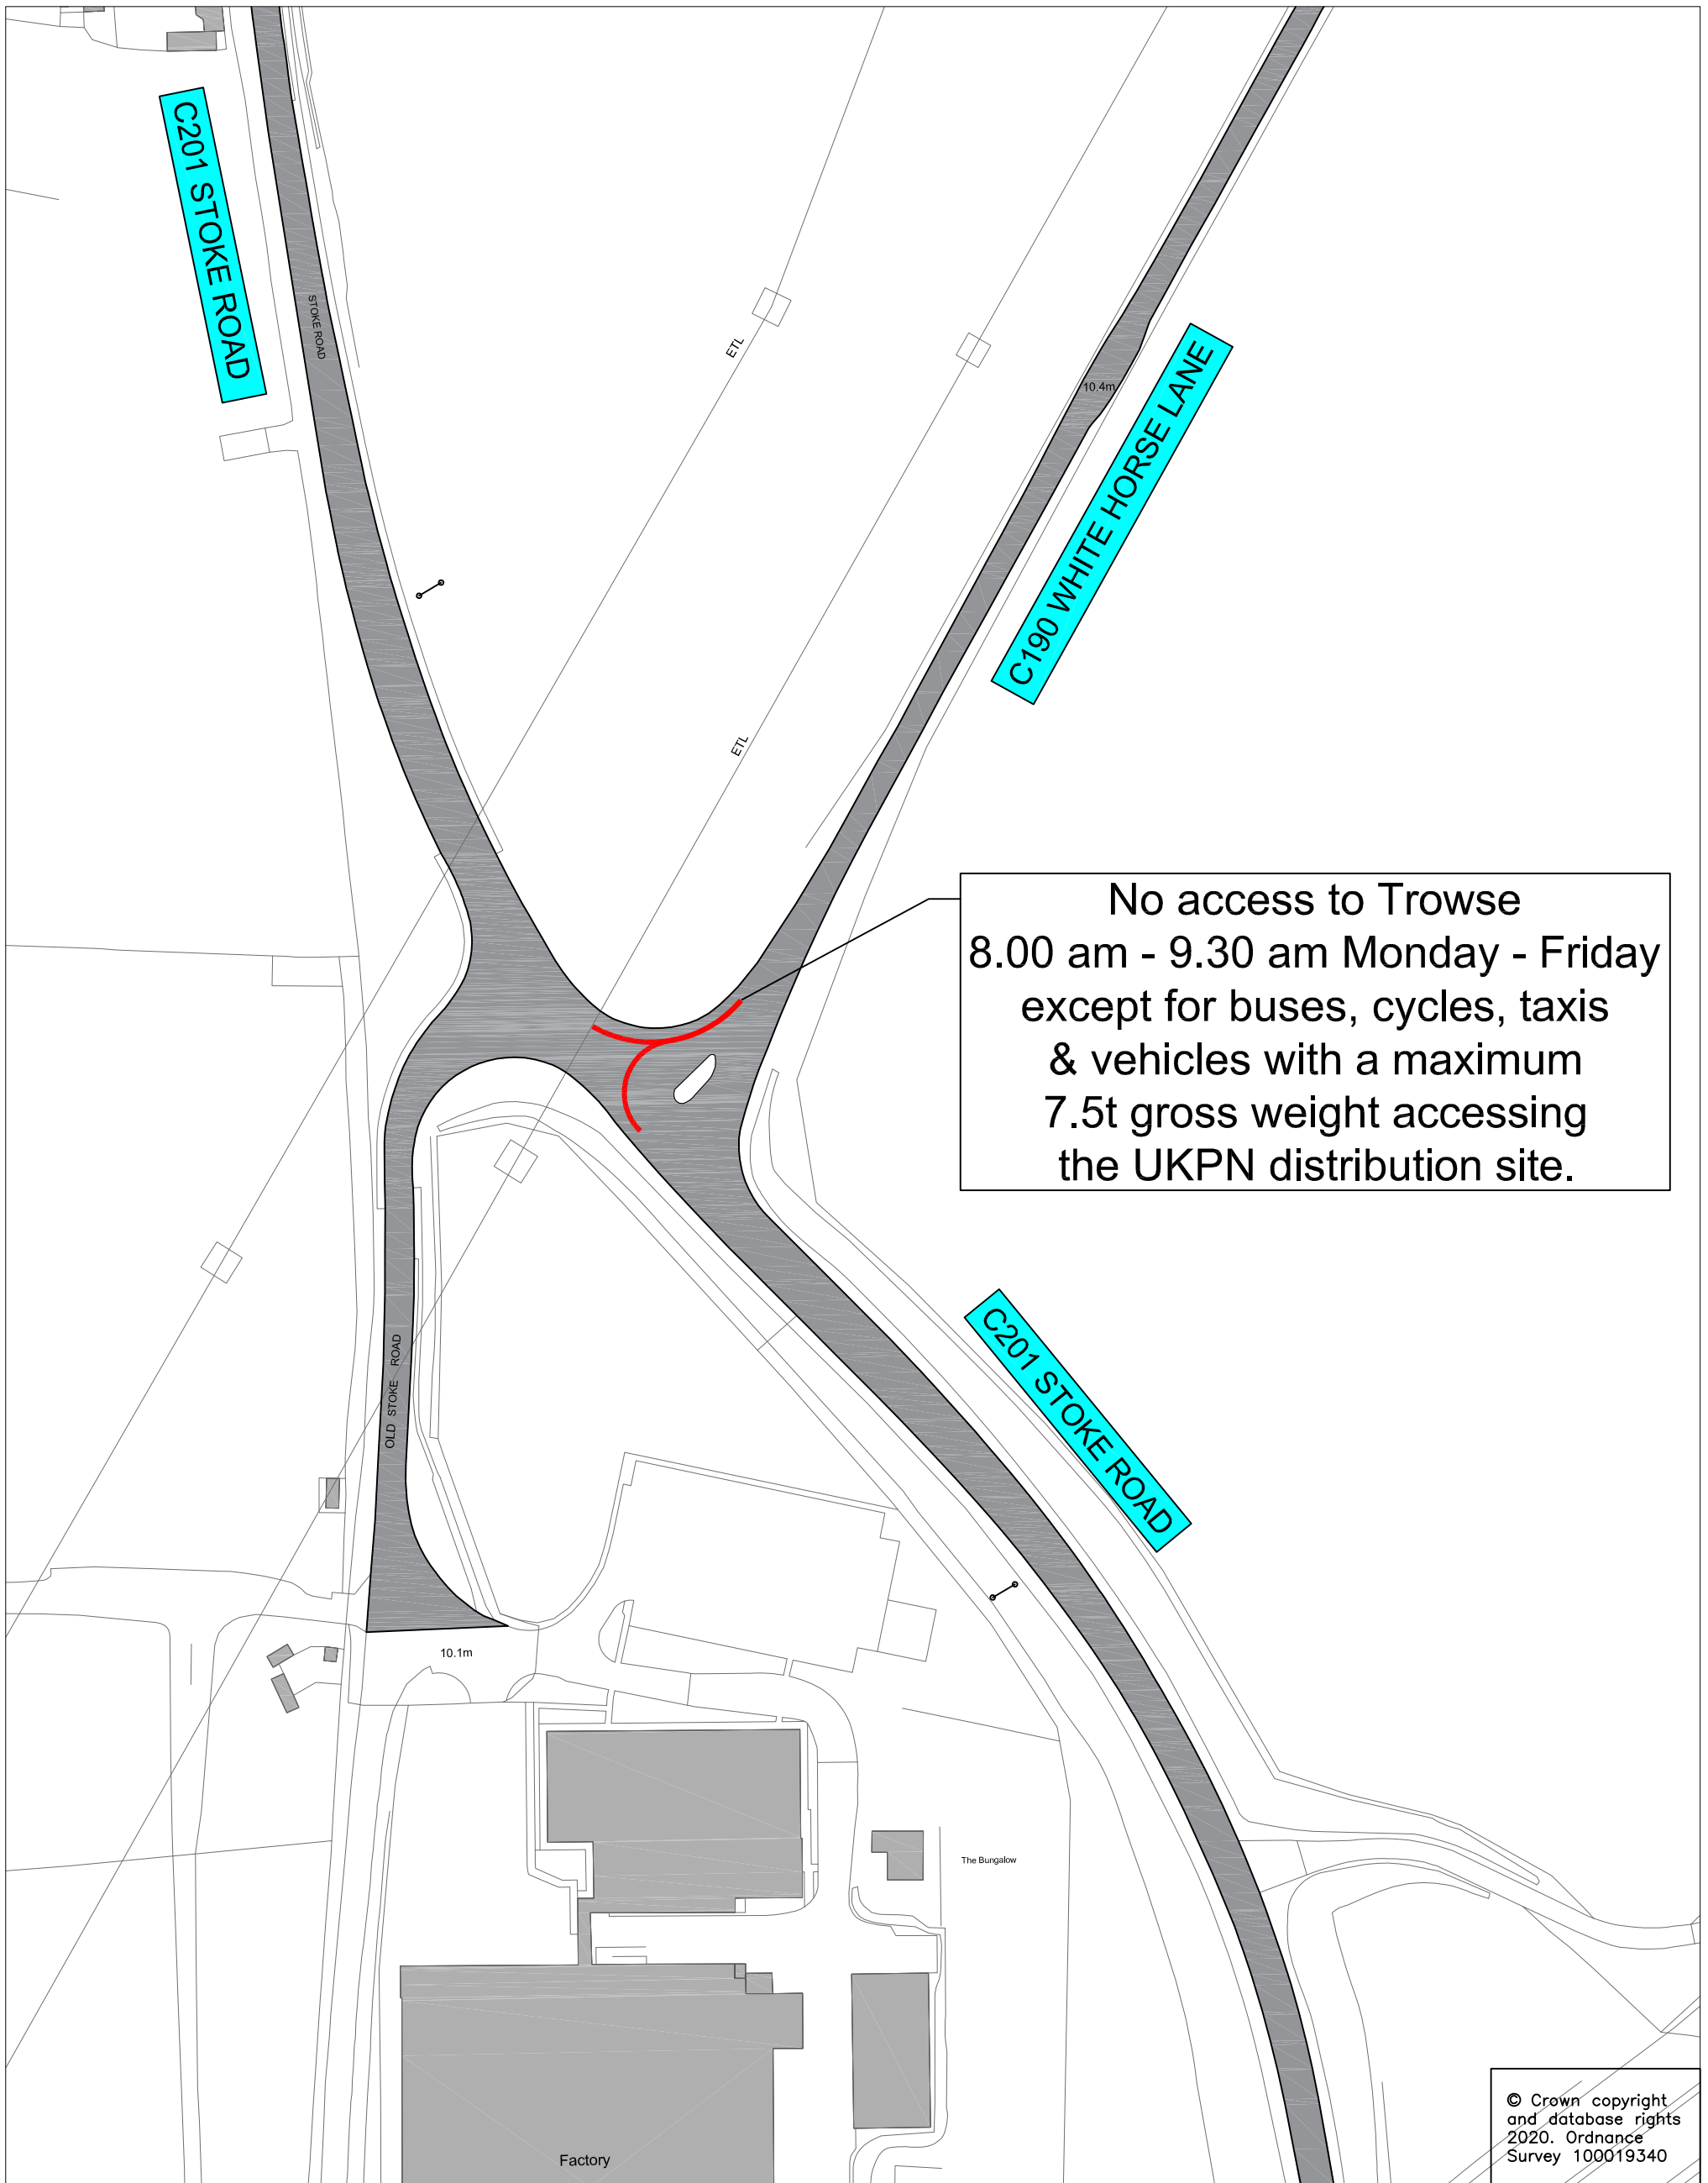 C201 STOKE ROAD
STOKE ROAD
ETL
10.4m
C190 WHITE HORSE LANE
ETL
No access to Trowse
8.00 am - 9.30 am Monday - Friday
except for buses, cycles, taxis
& vehicles with a maximum
7.5t gross weight accessing
the UKPN distribution site.
C201 STOKE ROAD
OLD STOKE ROAD
10.1m
The Bungalow
Factory
© Crown copyright
and database rights
2020. Ordnance
Survey 100019340